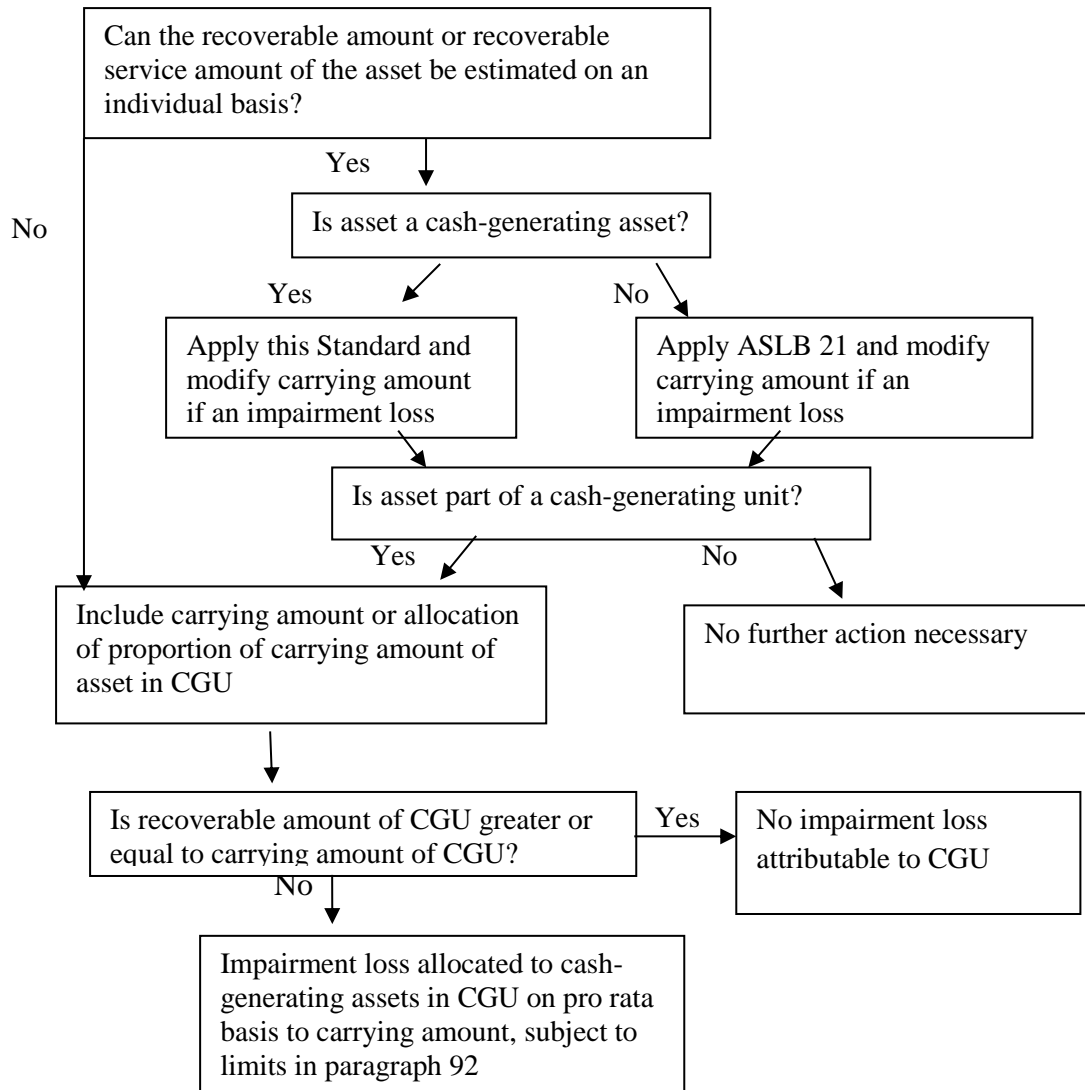 Can the recoverable amount or recoverable
service amount of the asset be estimated on an
individual basis?
Yes
No
Is asset a cash-generating asset?
Yes
No
Apply this Standard and
modify carrying amount
if an impairment loss
Apply ASLB 21 and modify
carrying amount if an
impairment loss
Is asset part of a cash-generating unit?
Yes
No
Include carrying amount or allocation
of proportion of carrying amount of
asset in CGU
No further action necessary
Is recoverable amount of CGU greater or
equal to carrying amount of CGU?
Yes
No impairment loss
attributable to CGU
No
Impairment loss allocated to cash-
generating assets in CGU on pro rata
basis to carrying amount, subject to
limits in paragraph 92